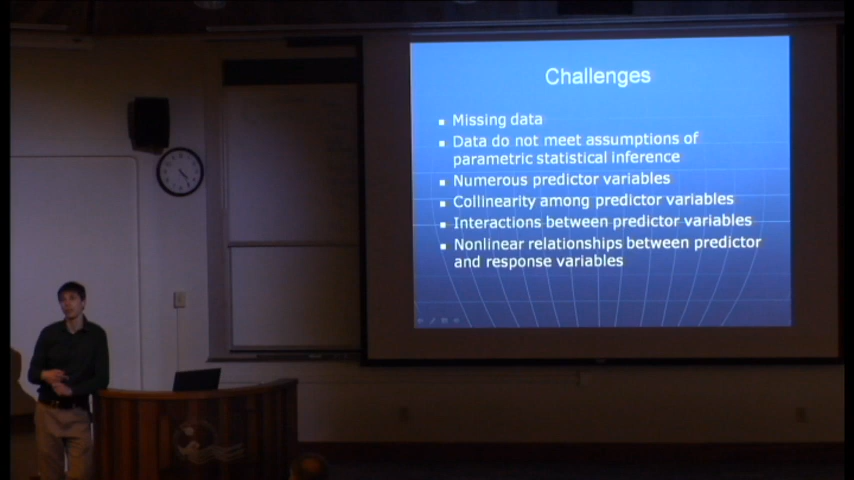 Challenges
Missing data
Data do not meet assumptions of
parametric statistical inference
Numerous predictor variables
Collinearity among predictor variables
Interactions between predictor variables
Nonlinear relationships between predictor
and response variables